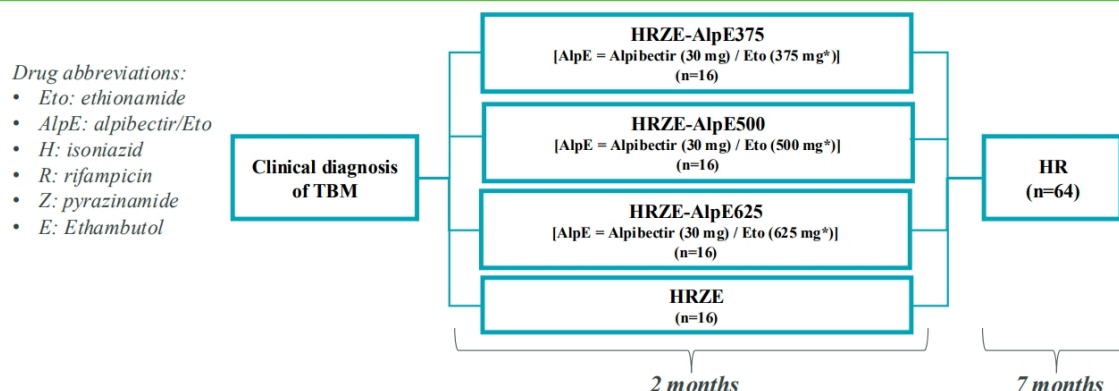 Drug abbreviations:
• Eto: ethionamide
• AlpE: alpibectir/Eto
• H: isoniazid
• R: rifampicin
• Z: pyrazinamide
• E: Ethambutol
Clinical diagnosis
of TBM
HRZE-AlpE375
[AlpE = Alpibectir (30 mg) / Eto (375 mg*)]
(n=16)
HRZE-AlpE500
[AlpE = Alpibectir (30 mg) / Eto (500 mg*)]
(n=16)
HRZE-AlpE625
[AlpE = Alpibectir (30 mg) / Eto (625 mg*)]
(n=16)
HRZE
(n=16)
HR
(n=64)
2 months
7 months